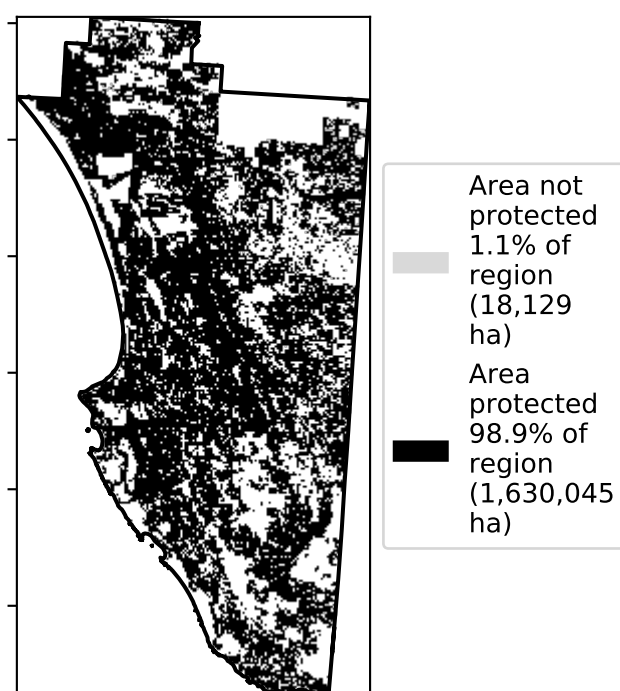 Area not
protected
1.1% of
region
(18,129
ha)
Area
protected
98.9% of
region
(1,630,045
ha)